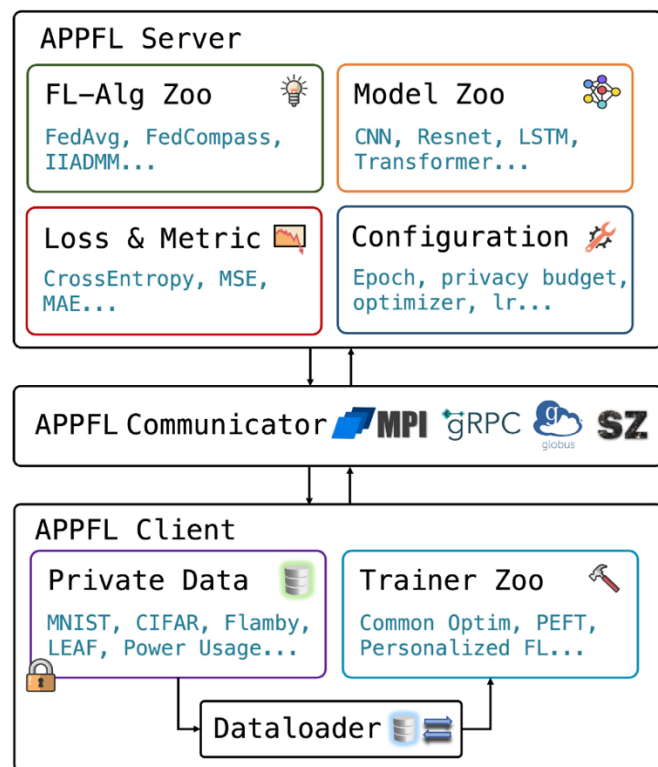 APPFL Server
FL-Alg Zoo
FedAvg, FedCompass,
IIADMM...
Model Zoo
CNN, Resnet, LSTM,
Transformer...
Loss & Metric
CrossEntropy, MSE,
MAE...
Configuration
Epoch, privacy budget,
optimizer, lr...
APPFL Communicator MPI gRPC g globus SZ
APPFL Client
Private Data
MNIST, CIFAR, Flamby,
LEAF, Power Usage...
Trainer Zoo
Common Optim, PEFT,
Personalized FL...
Dataloader